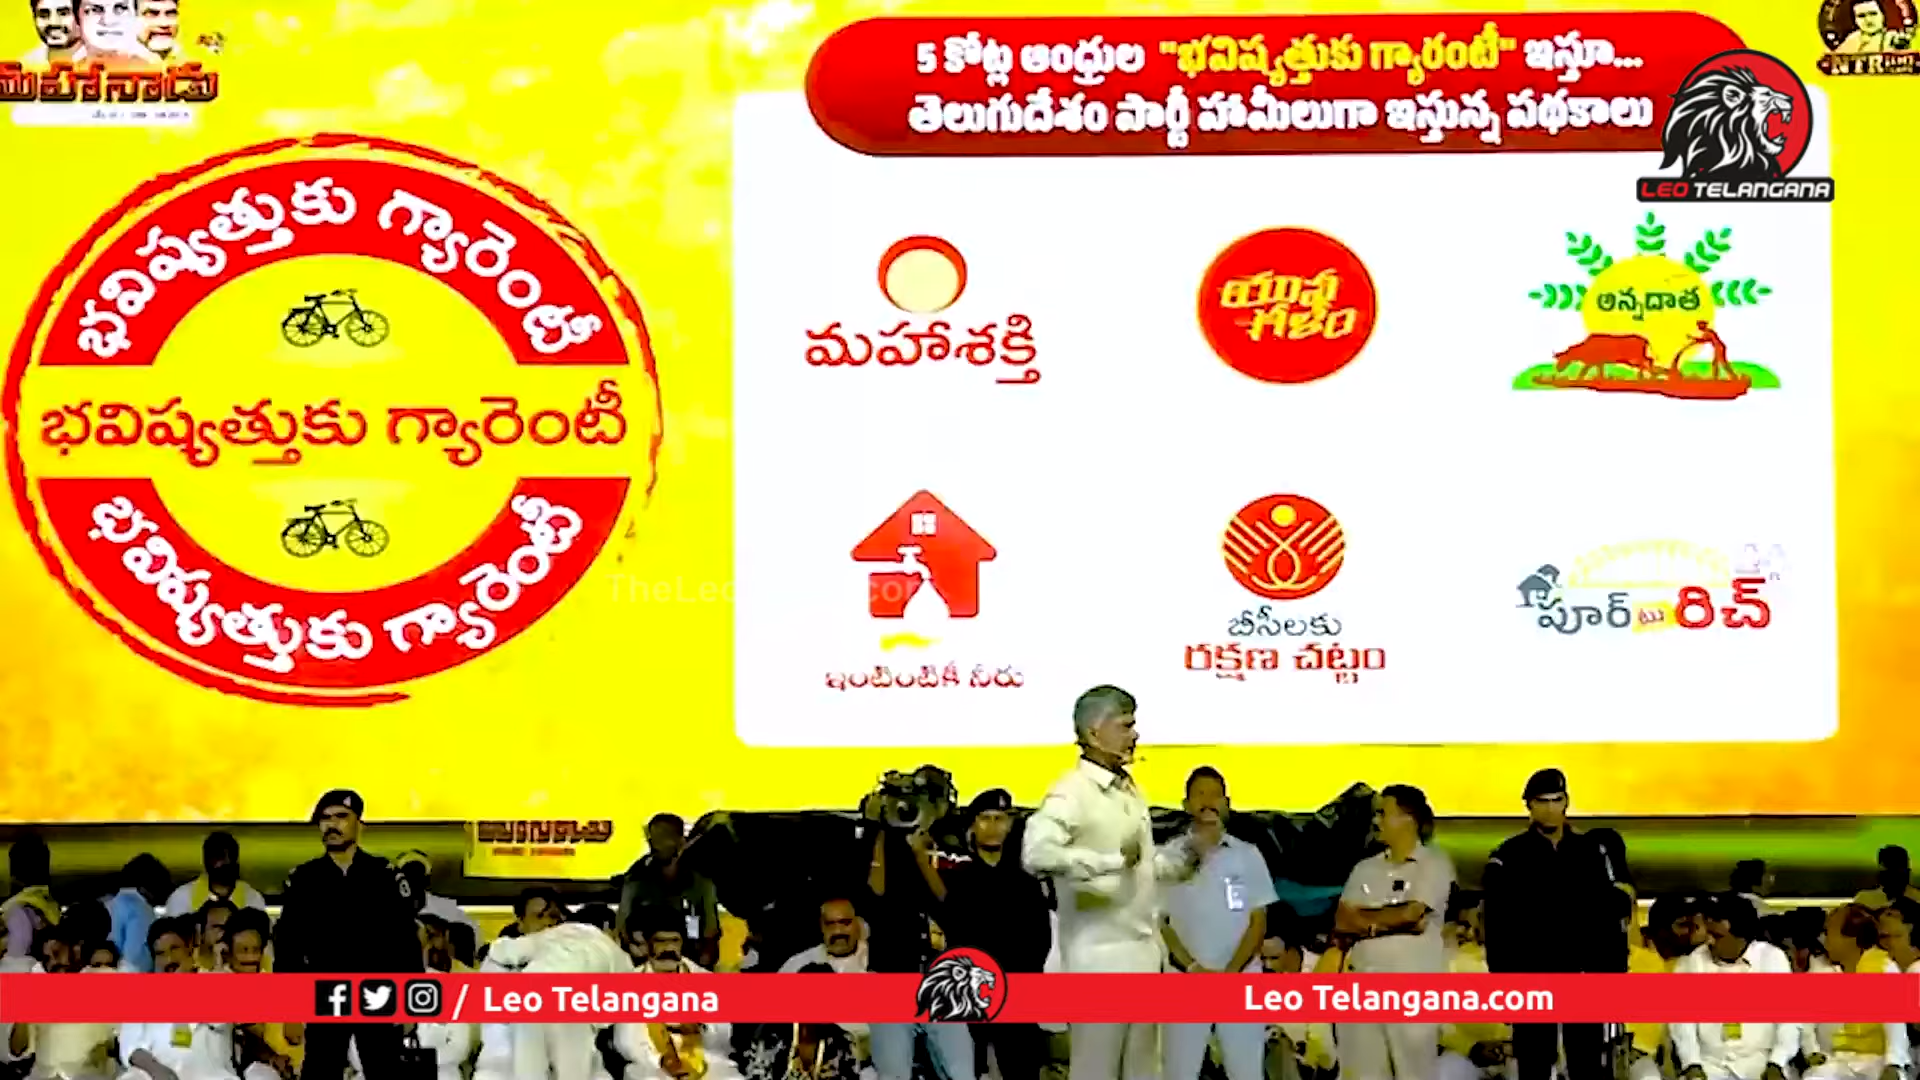 మహానాడు
5 కోట్ల ఆంధ్రుల "భవిష్యత్తుకు గ్యారంటీ" ఇస్తూ...
తెలుగుదేశం పార్టీ హామీలుగా ఇస్తున్న పథకాలు
NTR
LEO TELANGANA
భవిష్యత్తుకు గ్యారెంటీ
భవిష్యత్తుకు గ్యారెంటీ
భవిష్యత్తుకు గ్యారెంటీ
మహాశక్తి
యువ
గళం
అన్నదాత
ఇంటింటికీ నీరు
బీసీలకు
రక్షణ చట్టం
పూర్ టు రిచ్
Leo Telangana
Leo Telangana.com